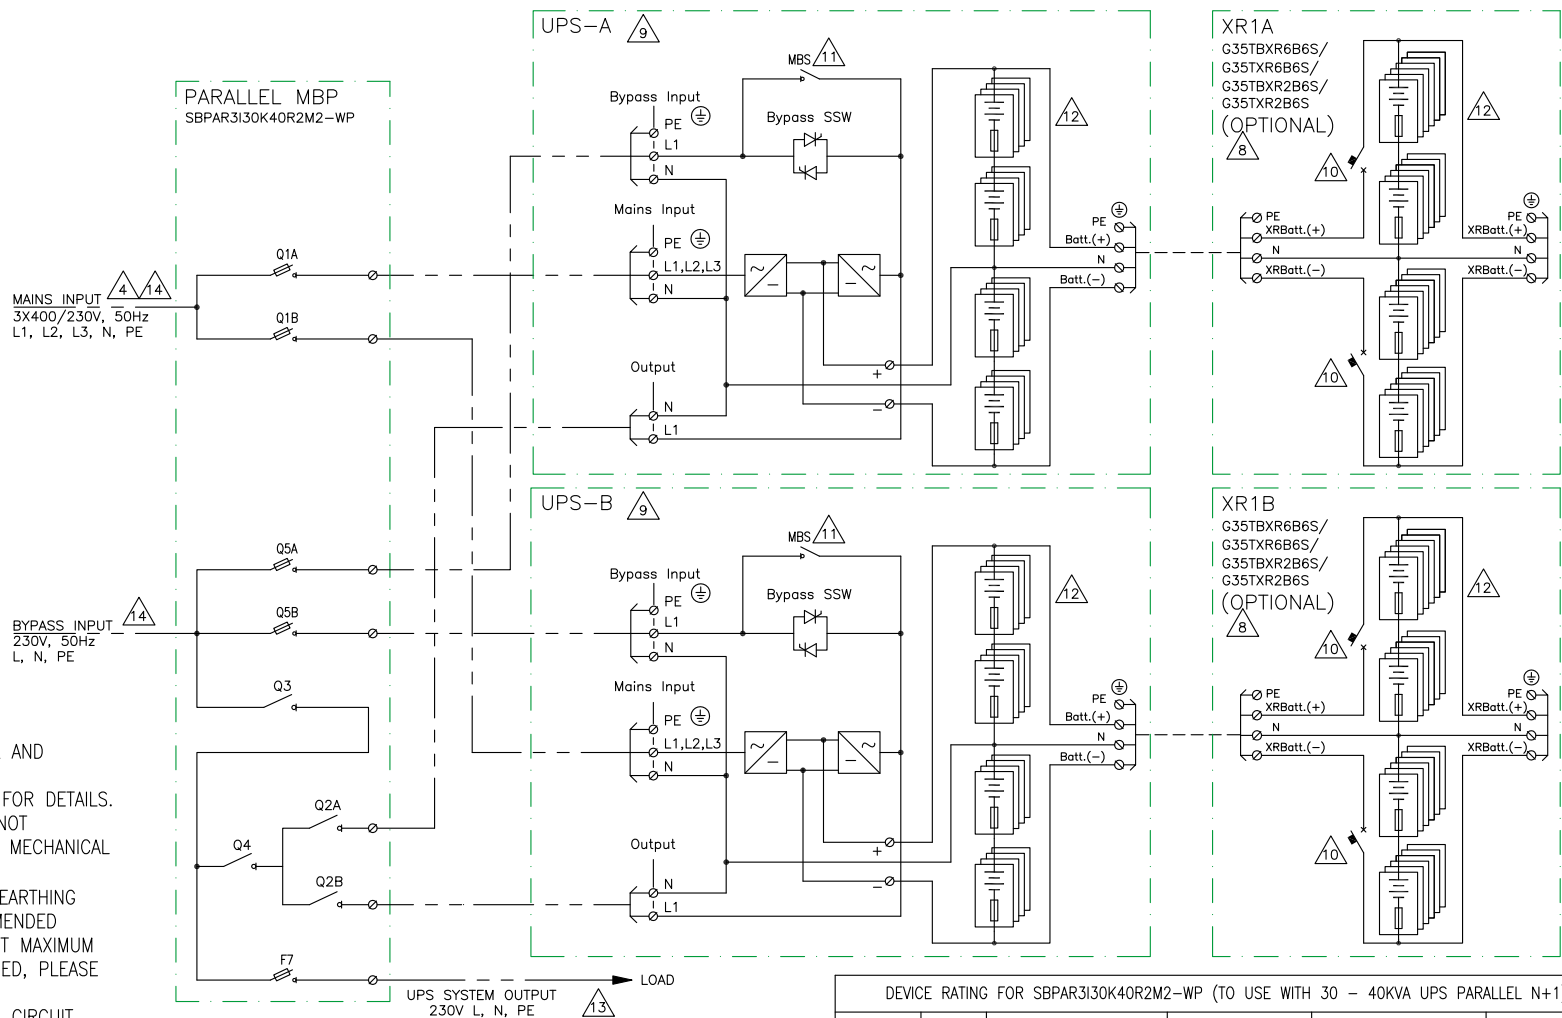 PARALLEL MBP
SBPAR3I30K40R2M2-WP
MAINS INPUT
4
14
3X400/230V, 50Hz
L1, L2, L3, N, PE
Q1A
Q1B
Q5A
Q5B
BYPASS INPUT
14
230V, 50Hz
L, N, PE
Q3
Q4
Q2A
Q2B
F7
UPS SYSTEM OUTPUT
230V L, N, PE
13
LOAD
AND
FOR DETAILS.
NOT
MECHANICAL
EARTHING
MENDED
T MAXIMUM
ED, PLEASE
CIRCUIT
UPS-A
9
MBS
11
Bypass Input
PE
L1
N
Bypass SSW
Mains Input
PE
L1,L2,L3
N
~
–
~
–
Output
N
L1
+
–
12
PE
Batt.(+)
N
Batt.(-)
XR1A
G35TBXR6B6S/
G35TXR6B6S/
G35TBXR2B6S/
G35TXR2B6S
(OPTIONAL)
8
10
10
12
PE
XRBatt.(+)
N
XRBatt.(-)
PE
XRBatt.(+)
N
XRBatt.(-)
UPS-B
9
MBS
11
Bypass Input
PE
L1
N
Bypass SSW
Mains Input
PE
L1,L2,L3
N
~
–
~
–
Output
N
L1
+
–
12
PE
Batt.(+)
N
Batt.(-)
XR1B
G35TBXR6B6S/
G35TXR6B6S/
G35TBXR2B6S/
G35TXR2B6S
(OPTIONAL)
8
10
10
12
PE
XRBatt.(+)
N
XRBatt.(-)
PE
XRBatt.(+)
N
XRBatt.(-)
DEVICE RATING FOR SBPAR3I30K40R2M2-WP (TO USE WITH 30 - 40KVA UPS PARALLEL N+1